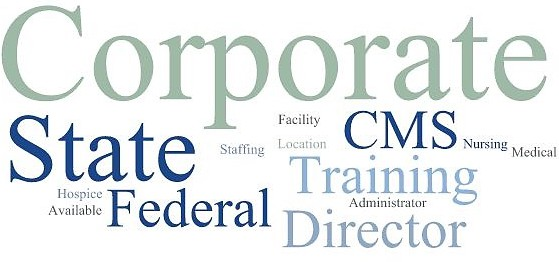 Corporate
Facility
State
CMS
Staffing
Location
Nursing
Medical
Training
Hospice
Available
Federal
Administrator
Director